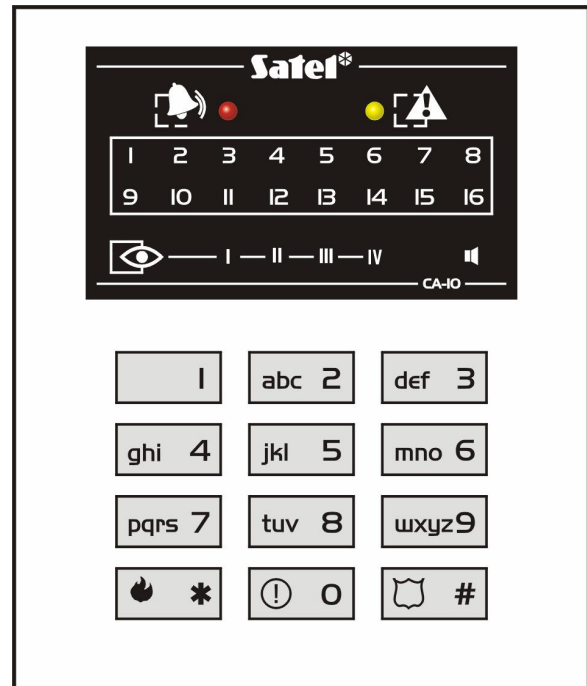 Satel
1 2 3 4 5 6 7 8
9 10 11 12 13 14 15 16
I II III IV
CA-10
1 abc 2 def 3
ghi 4 jkl 5 mno 6
pqrs 7 tuv 8 wxyz 9
* ! 0 #